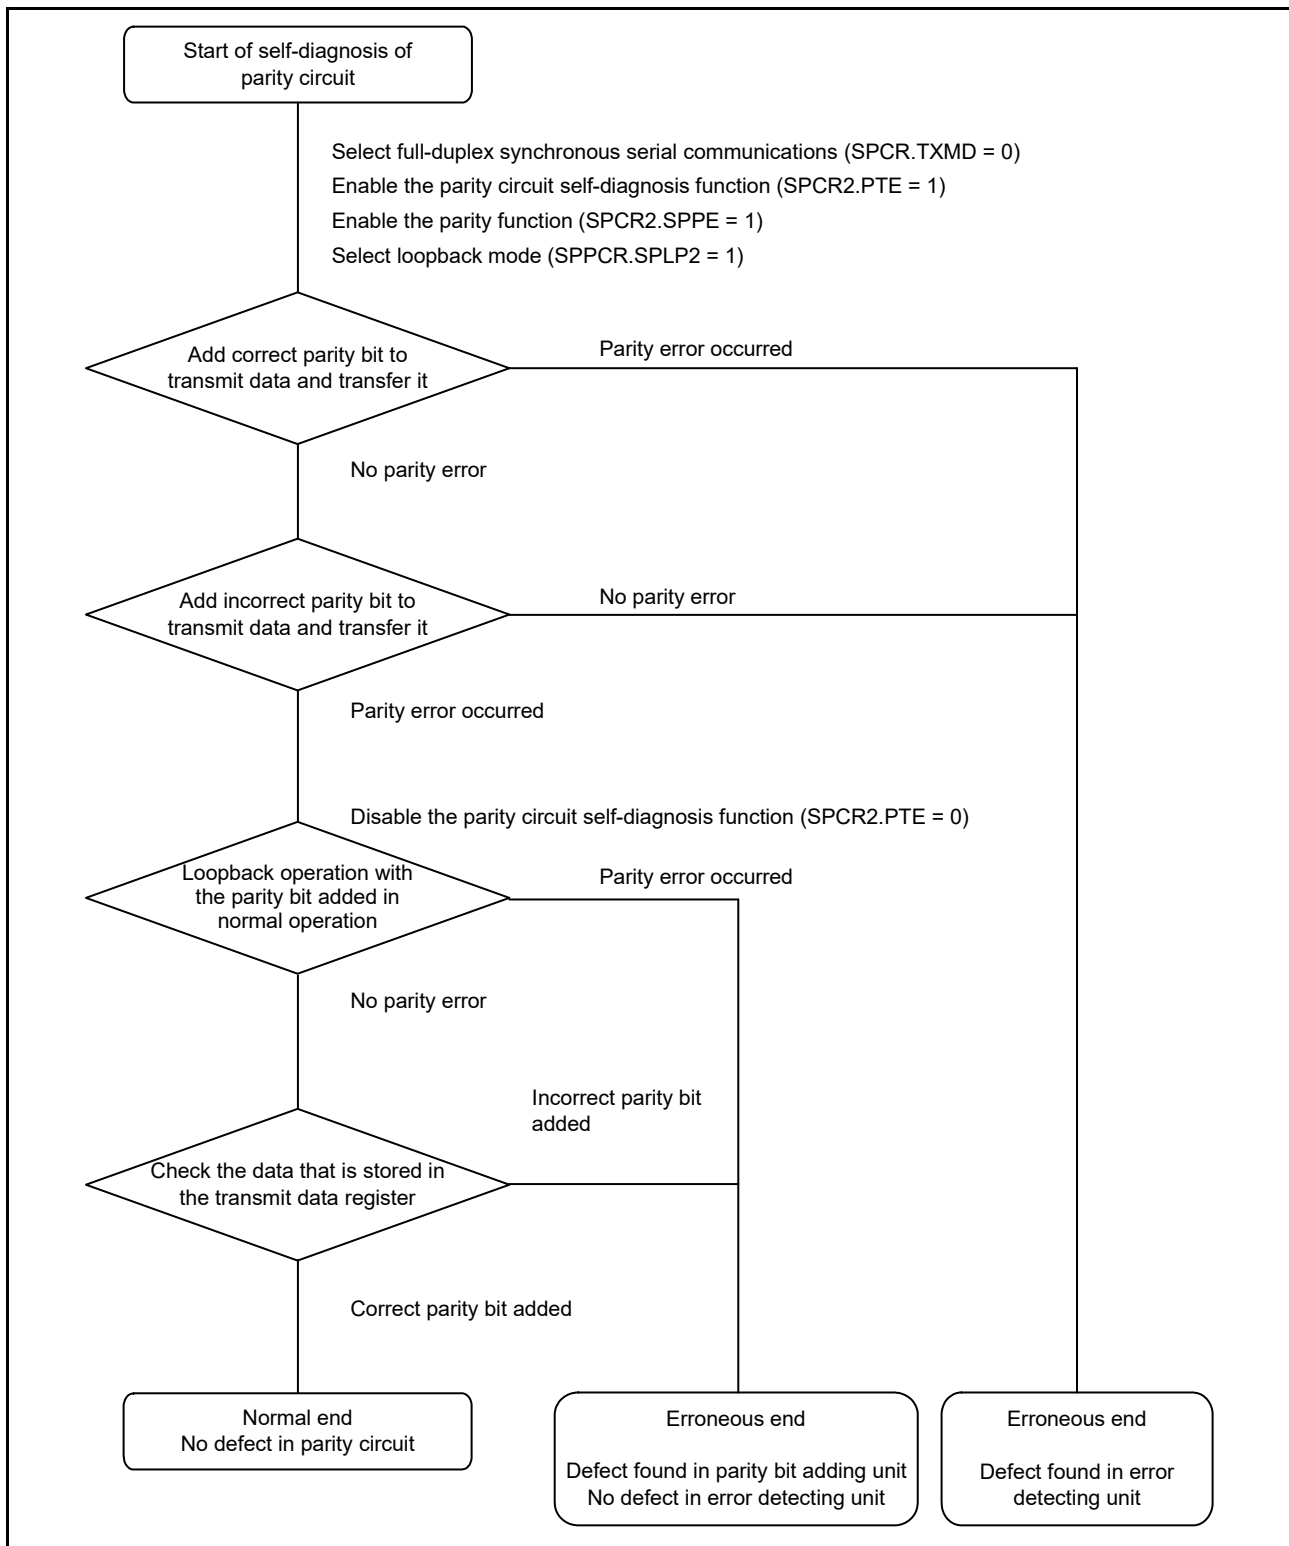 Start of self-diagnosis of
parity circuit
Select full-duplex synchronous serial communications (SPCR.TXMD = 0)
Enable the parity circuit self-diagnosis function (SPCR2.PTE = 1)
Enable the parity function (SPCR2.SPPE = 1)
Select loopback mode (SPPCR.SPLP2 = 1)
Add correct parity bit to
transmit data and transfer it
Parity error occurred
No parity error
Add incorrect parity bit to
transmit data and transfer it
No parity error
Parity error occurred
Disable the parity circuit self-diagnosis function (SPCR2.PTE = 0)
Loopback operation with
the parity bit added in
normal operation
Parity error occurred
No parity error
Incorrect parity bit
added
Check the data that is stored in
the transmit data register
Correct parity bit added
Normal end
No defect in parity circuit
Erroneous end
Defect found in parity bit adding unit
No defect in error detecting unit
Erroneous end
Defect found in error
detecting unit